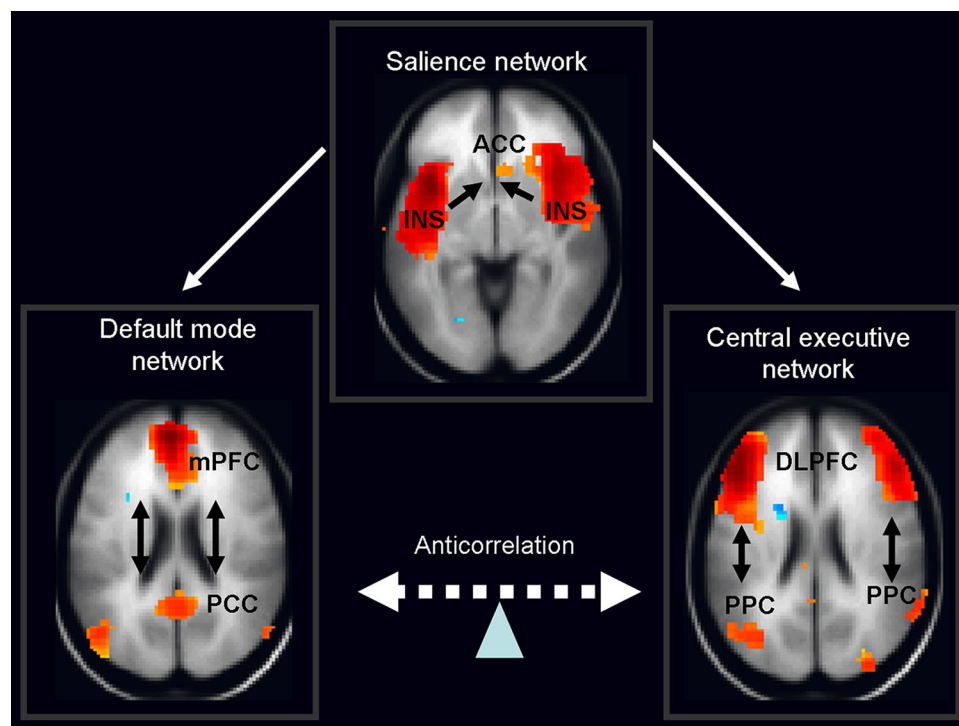 Salience network
ACC
INS
INS
Default mode
network
mPFC
PCC
Anticorrelation
Central executive
network
DLPFC
PPC
PPC